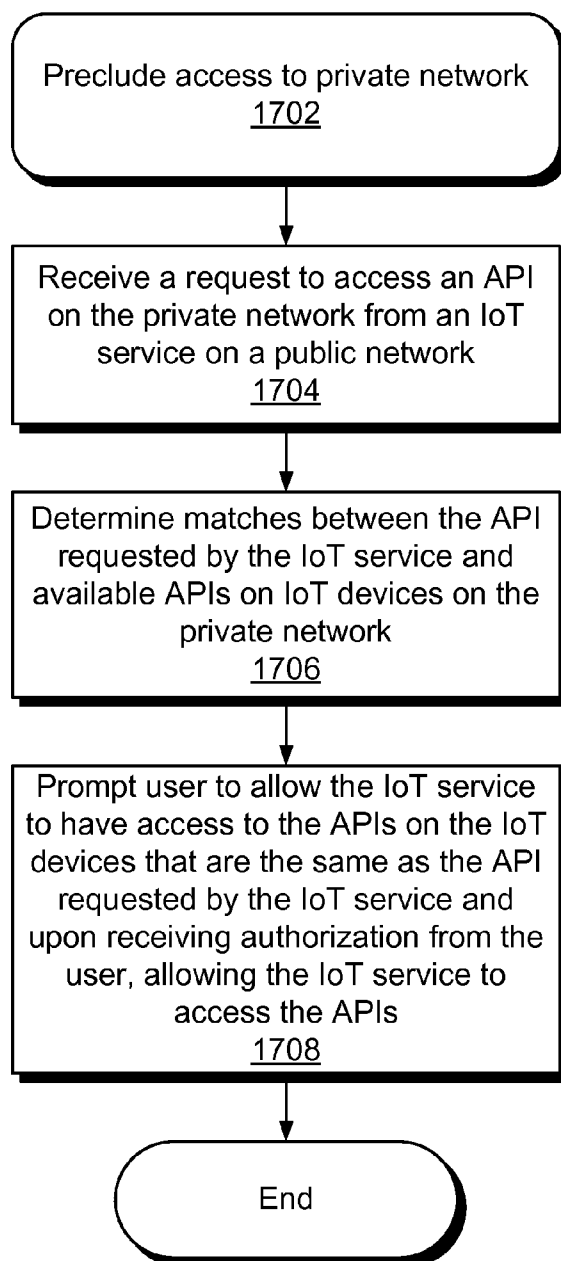 Preclude access to private network
1702
Receive a request to access an API
on the private network from an IoT
service on a public network
1704
Determine matches between the API
requested by the IoT service and
available APIs on IoT devices on the
private network
1706
Prompt user to allow the IoT service
to have access to the APIs on the IoT
devices that are the same as the API
requested by the IoT service and
upon receiving authorization from the
user, allowing the IoT service to
access the APIs
1708
End